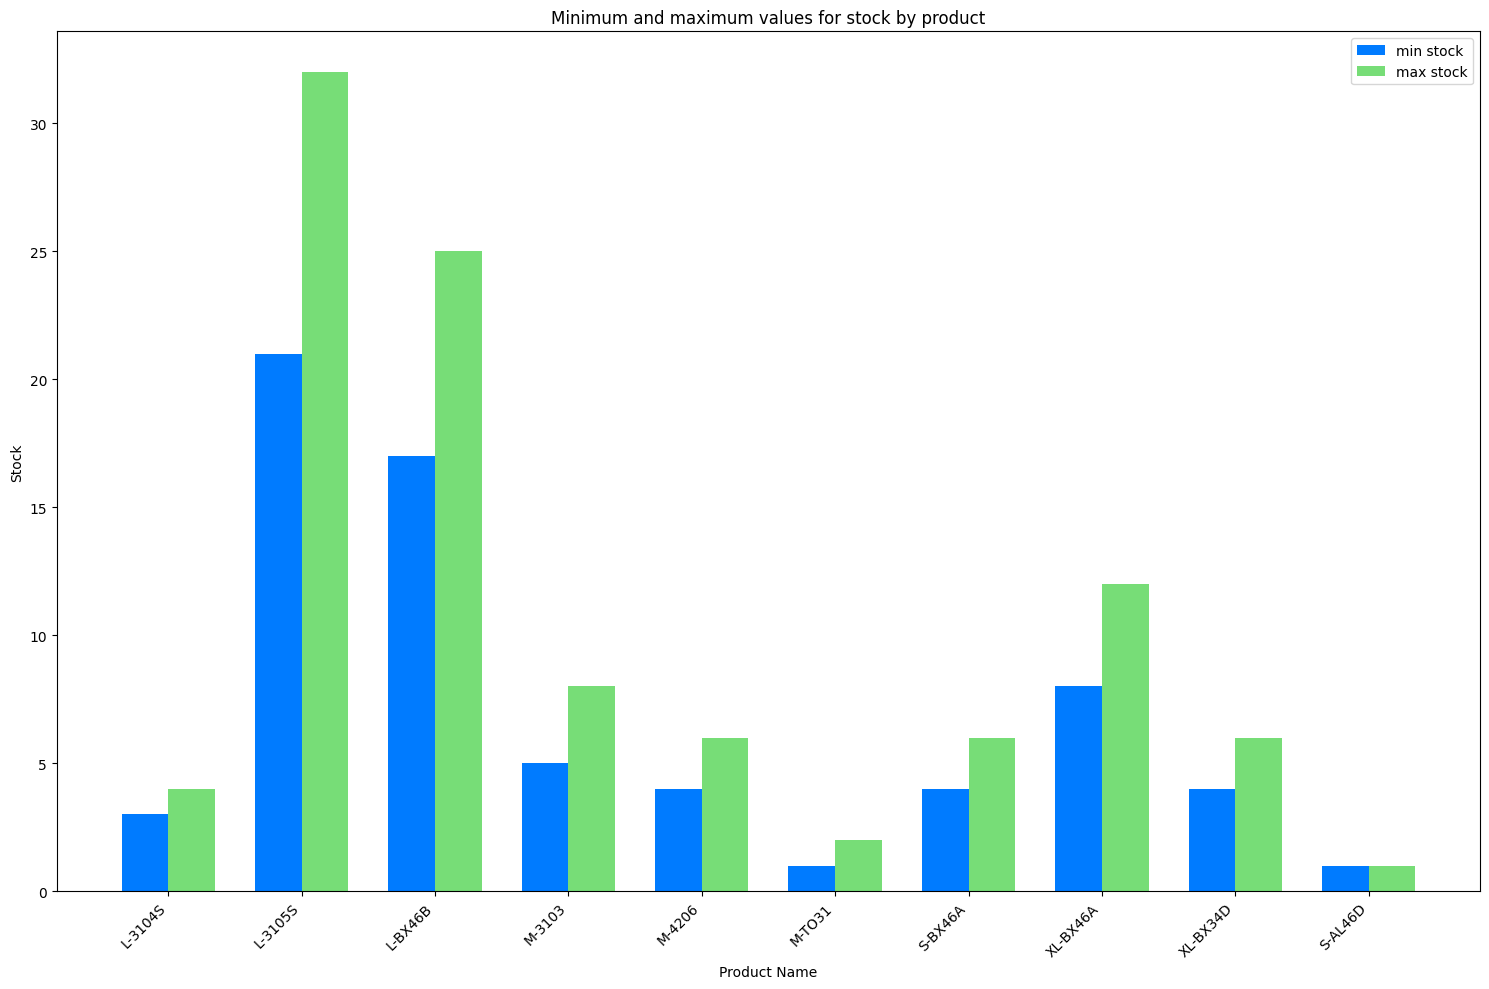 Minimum and maximum values for stock by product
min stock
max stock
Stock
30
25
20
15
10
5
0
L-3104S
L-3105S
L-BX46B
M-3103
M-4206
M-TO31
S-BX46A
XL-BX46A
XL-BX34D
S-AL46D
Product Name